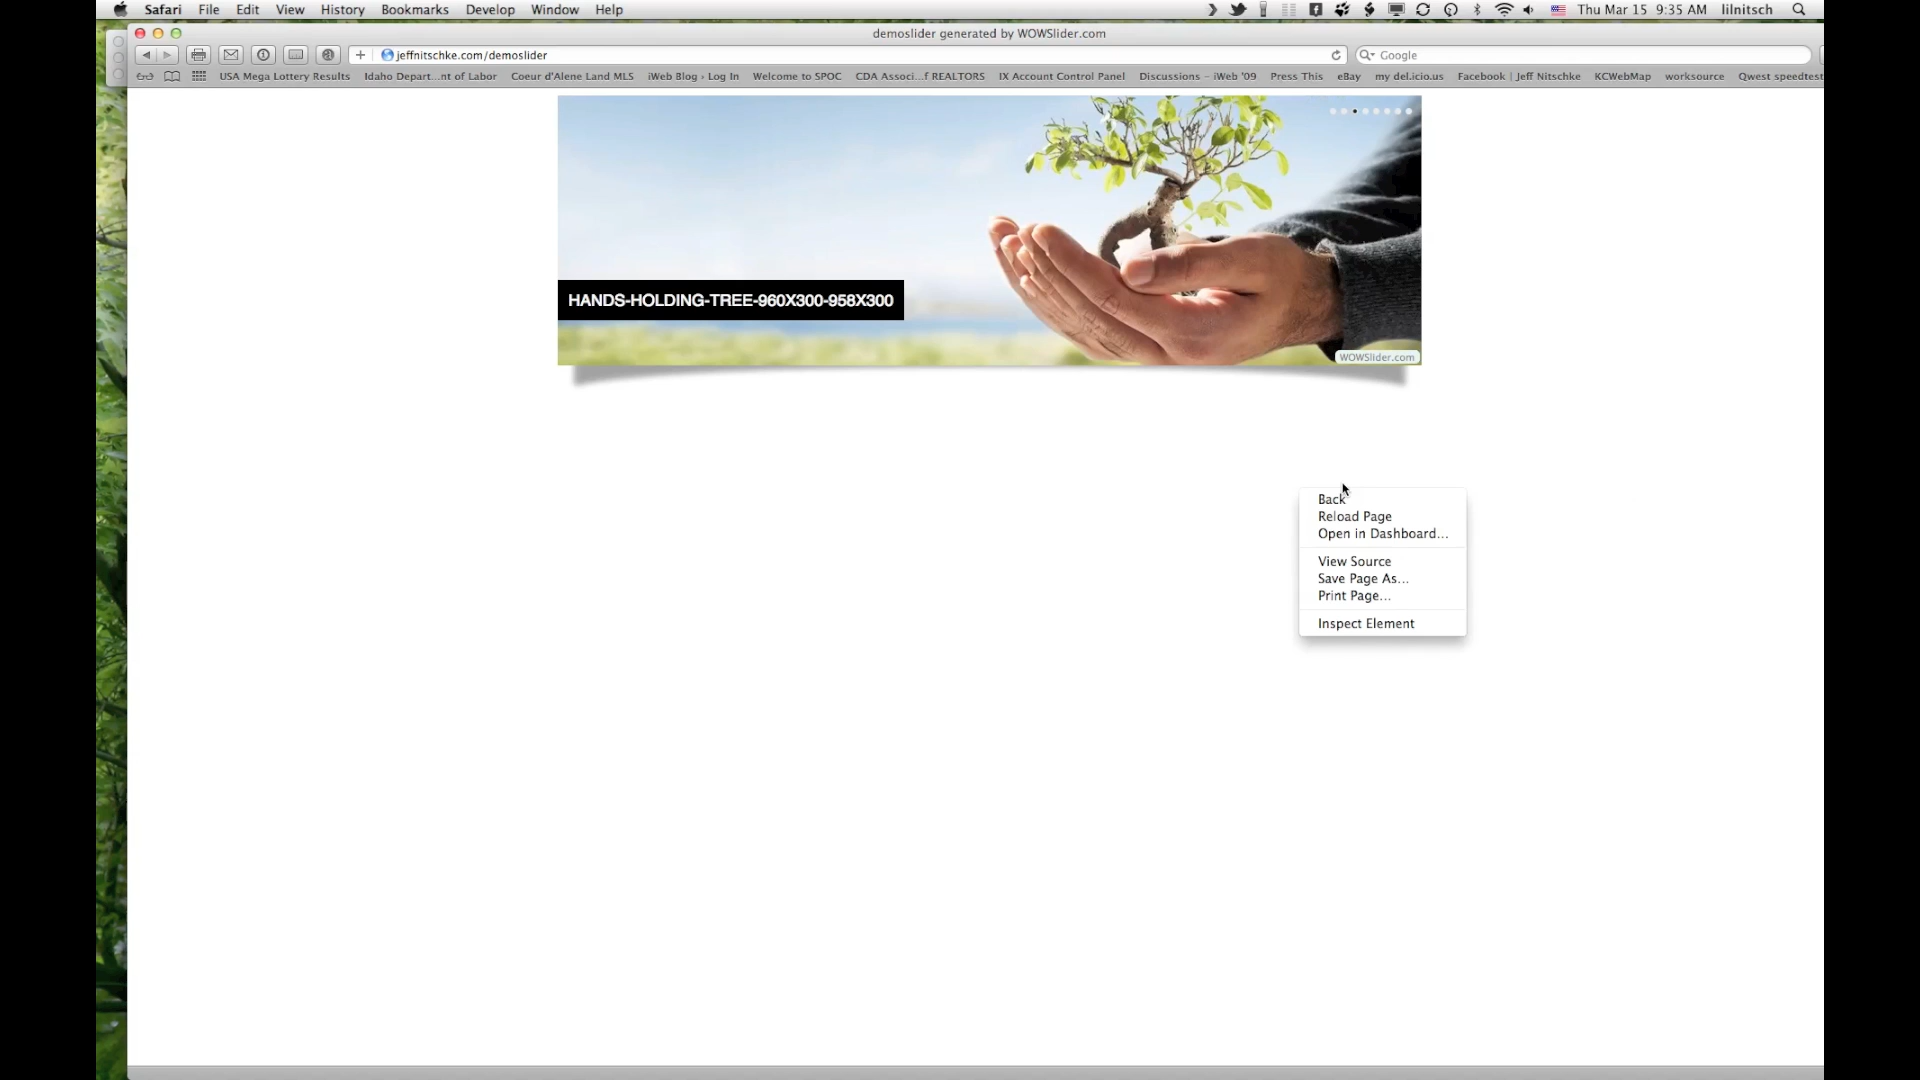 Safari File Edit View History Bookmarks Develop Window Help Thu Mar 15 9:35 AM lilnitsch
demoslider generated by WOWSlider.com
jeffnitschke.com/demoslider Google
USA Mega Lottery Results Idaho Depart...nt of Labor Coeur d'Alene Land MLS iWeb Blog › Log In Welcome to SPOC CDA Associ...f REALTORS IX Account Control Panel Discussions - iWeb '09 Press This eBay my del.icio.us Facebook | Jeff Nitschke KCWebMap worksource Qwest speedtest
HANDS-HOLDING-TREE-960X300-958X300
WOWSlider.com
Back
Reload Page
Open in Dashboard...
View Source
Save Page As...
Print Page...
Inspect Element